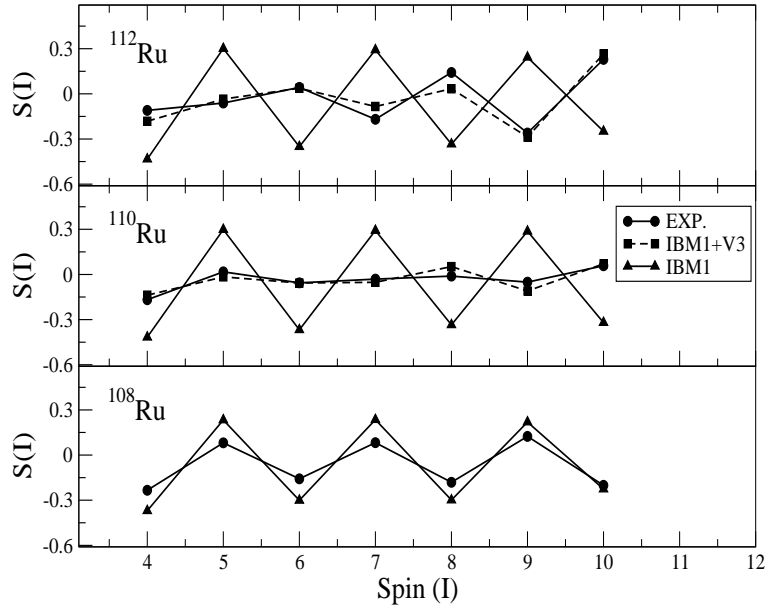 112Ru
S(I)
0.3
0
-0.3
-0.6
110Ru
S(I)
0.3
0
-0.3
-0.6
EXP.
IBM1+V3
IBM1
108Ru
S(I)
0.3
0
-0.3
-0.6
4 5 6 7 8 9 10 11 12
Spin (I)